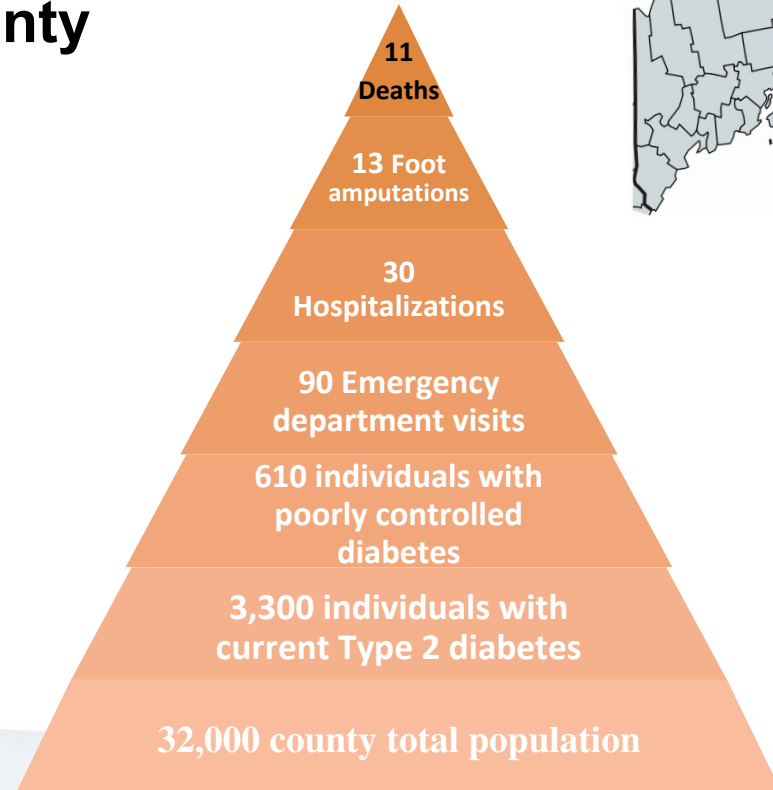 nty
11
Deaths
13 Foot
amputations
30
Hospitalizations
90 Emergency
department visits
610 individuals with
poorly controlled
diabetes
3,300 individuals with
current Type 2 diabetes
32,000 county total population